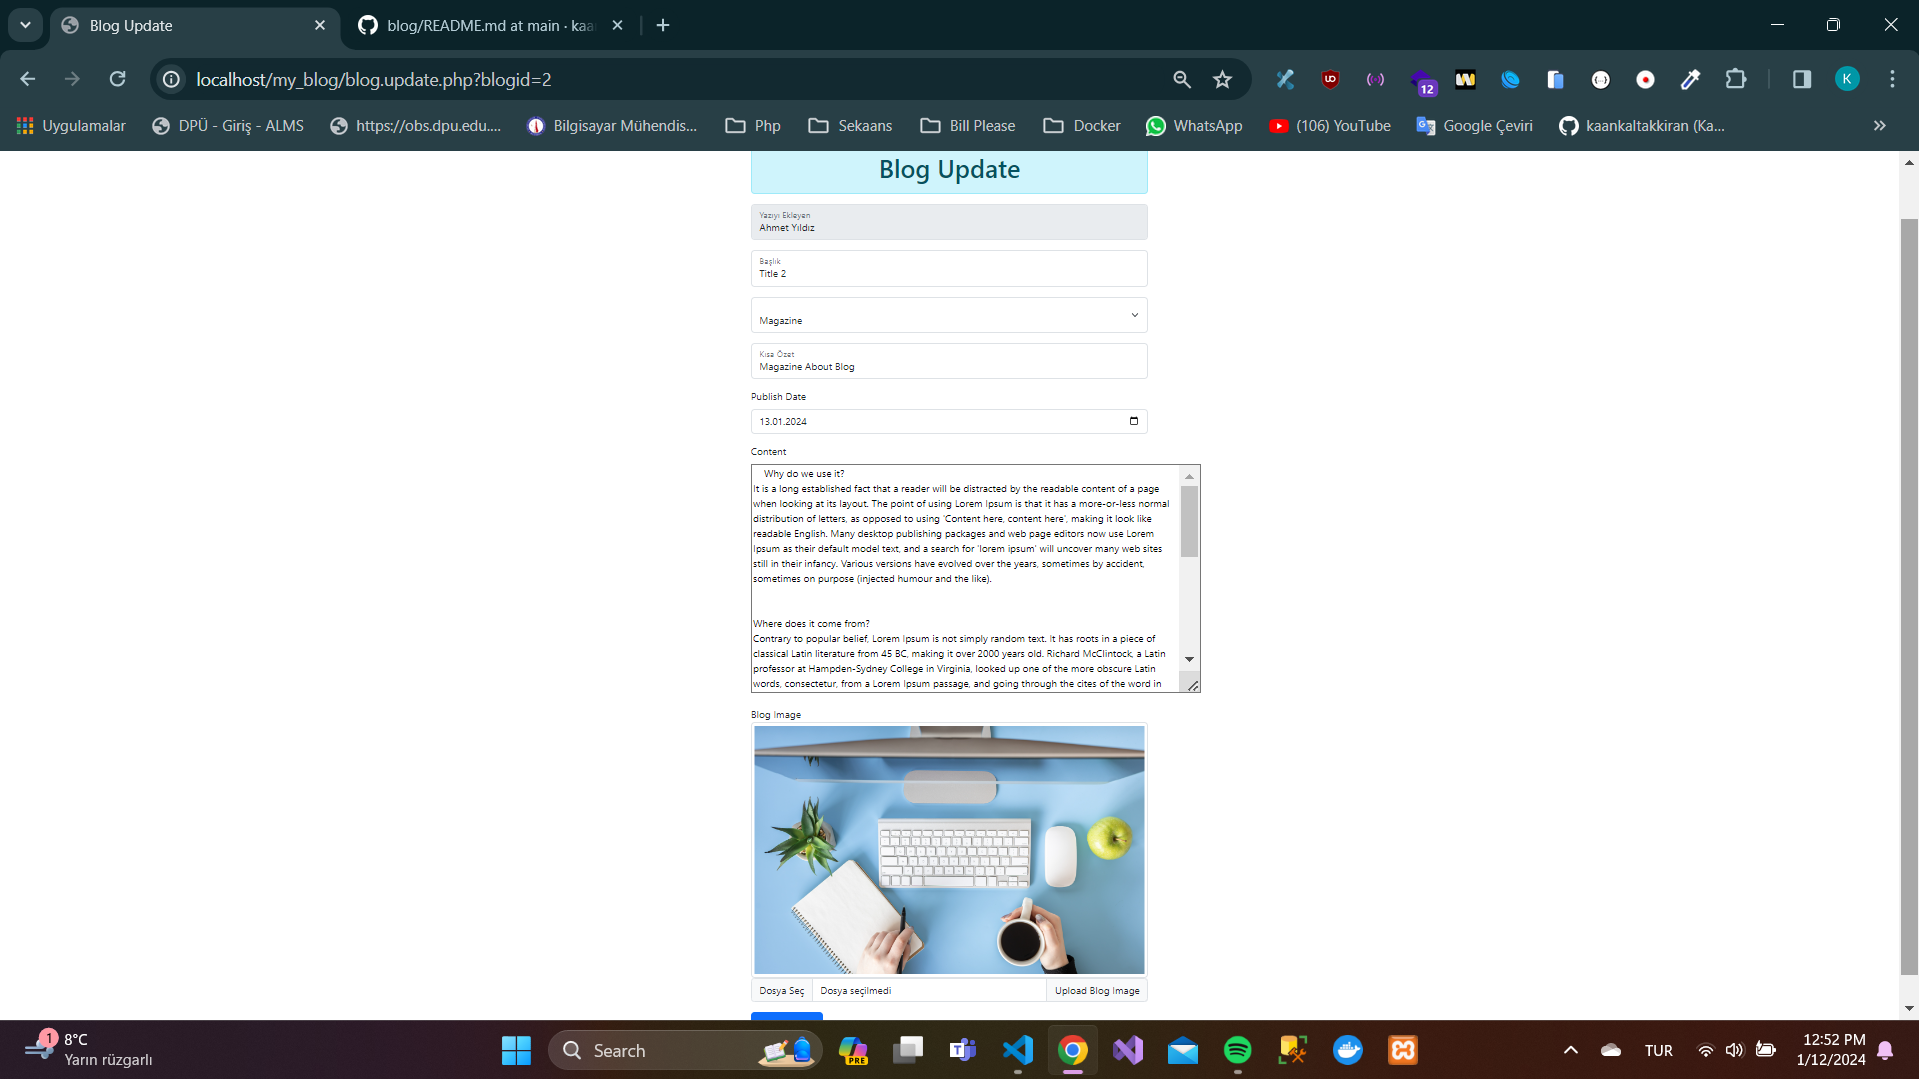 Blog Update
blog/README.md at main · kaa
localhost/my_blog/blog.update.php?blogid=2
12
K
Uygulamalar
DPÜ - Giriş - ALMS
https://obs.dpu.edu....
Bilgisayar Mühendis...
Php
Sekaans
Bill Please
Docker
WhatsApp
(106) YouTube
Google Çeviri
kaankaltakkiran (Ka...
Blog Update
Yazıyı Ekleyen
Ahmet Yıldız
Başlık
Title 2
Magazine
Kısa Özet
Magazine About Blog
Publish Date
13.01.2024
Content
Why do we use it?
It is a long established fact that a reader will be distracted by the readable content of a page
when looking at its layout. The point of using Lorem Ipsum is that it has a more-or-less normal
distribution of letters, as opposed to using 'Content here, content here', making it look like
readable English. Many desktop publishing packages and web page editors now use Lorem
Ipsum as their default model text, and a search for 'lorem ipsum' will uncover many web sites
still in their infancy. Various versions have evolved over the years, sometimes by accident,
sometimes on purpose (injected humour and the like).
Where does it come from?
Contrary to popular belief, Lorem Ipsum is not simply random text. It has roots in a piece of
classical Latin literature from 45 BC, making it over 2000 years old. Richard McClintock, a Latin
professor at Hampden-Sydney College in Virginia, looked up one of the more obscure Latin
words, consectetur, from a Lorem Ipsum passage, and going through the cites of the word in
Blog Image
Dosya Seç
Dosya seçilmedi
Upload Blog Image
1
8°C
Yarın rüzgarlı
Search
PRE
TUR
12:52 PM
1/12/2024